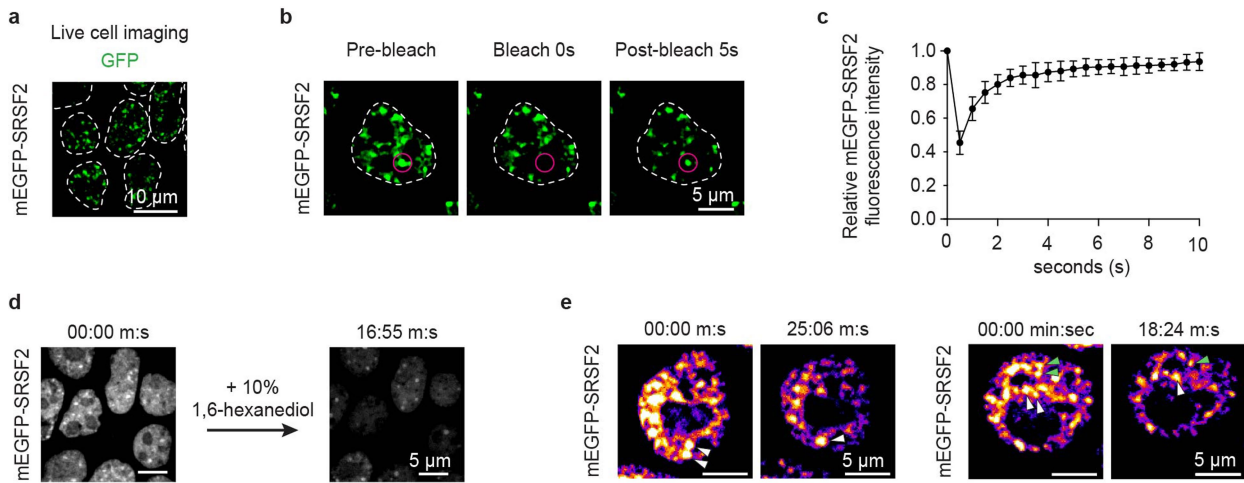 a
Live cell imaging
GFP
mEGFP-SRSF2
10 µm
b
Pre-bleach
Bleach 0s
Post-bleach 5s
mEGFP-SRSF2
5 µm
c
Relative mEGFP-SRSF2
fluorescence intensity
1.0
0.8
0.6
0.4
0.2
0.0
0 2 4 6 8 10
seconds (s)
d
00:00 m:s
16:55 m:s
mEGFP-SRSF2
+ 10%
1,6-hexanediol
5 µm
e
00:00 m:s
25:06 m:s
mEGFP-SRSF2
5 µm
00:00 min:sec
18:24 m:s
mEGFP-SRSF2
5 µm